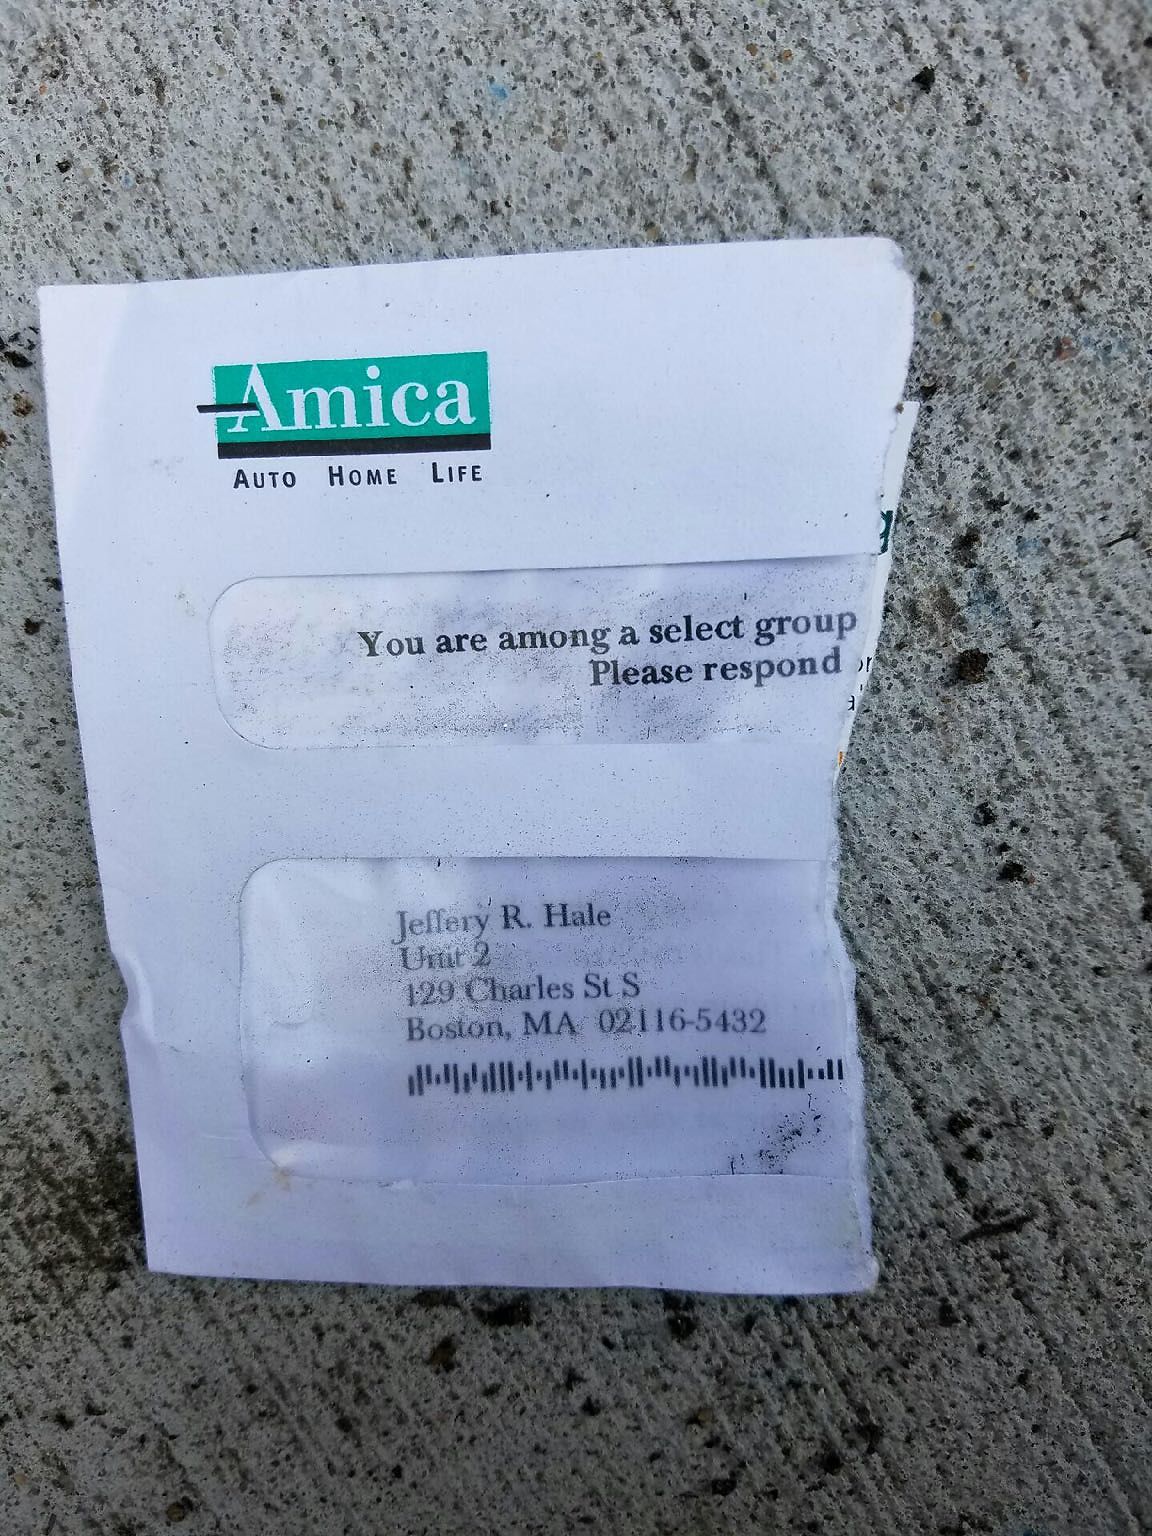 Amica
AUTO HOME LIFE
You are among a select group
Please respond
Jeffery R. Hale
Unit 2
129 Charles St S
Boston, MA 02116-5432